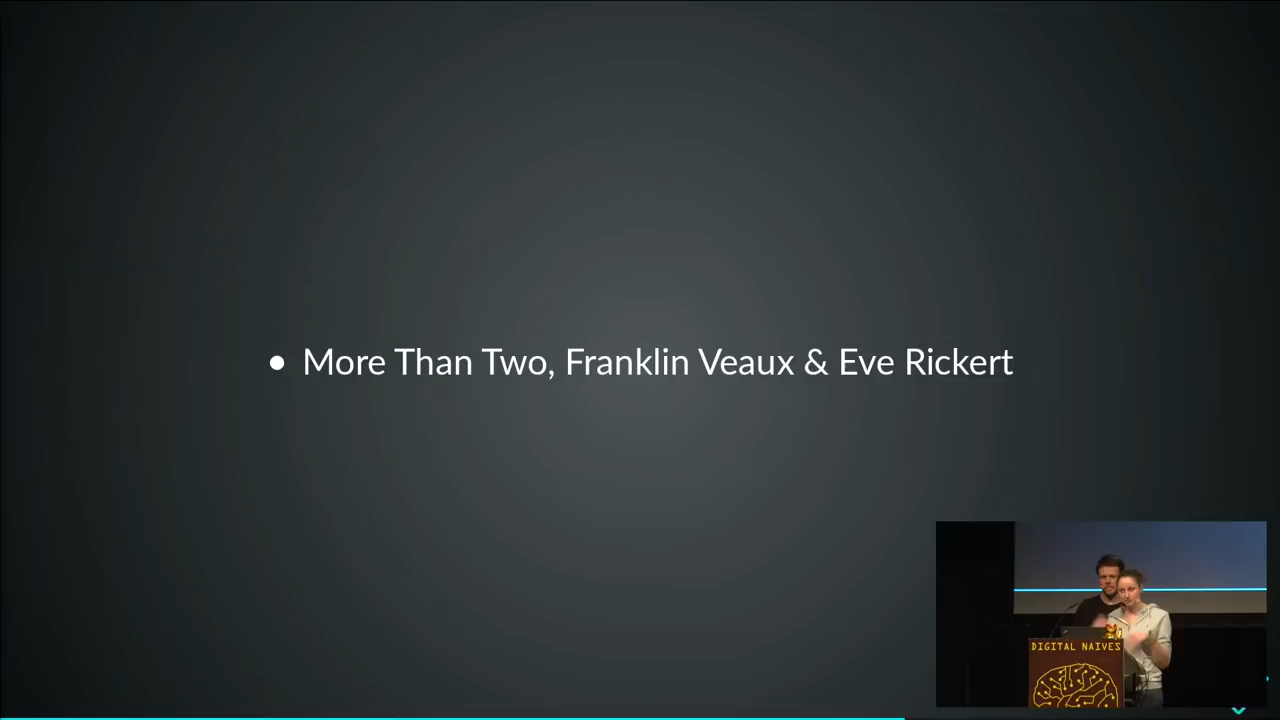 • More Than Two, Franklin Veaux & Eve Rickert
DIGITAL NAIVES